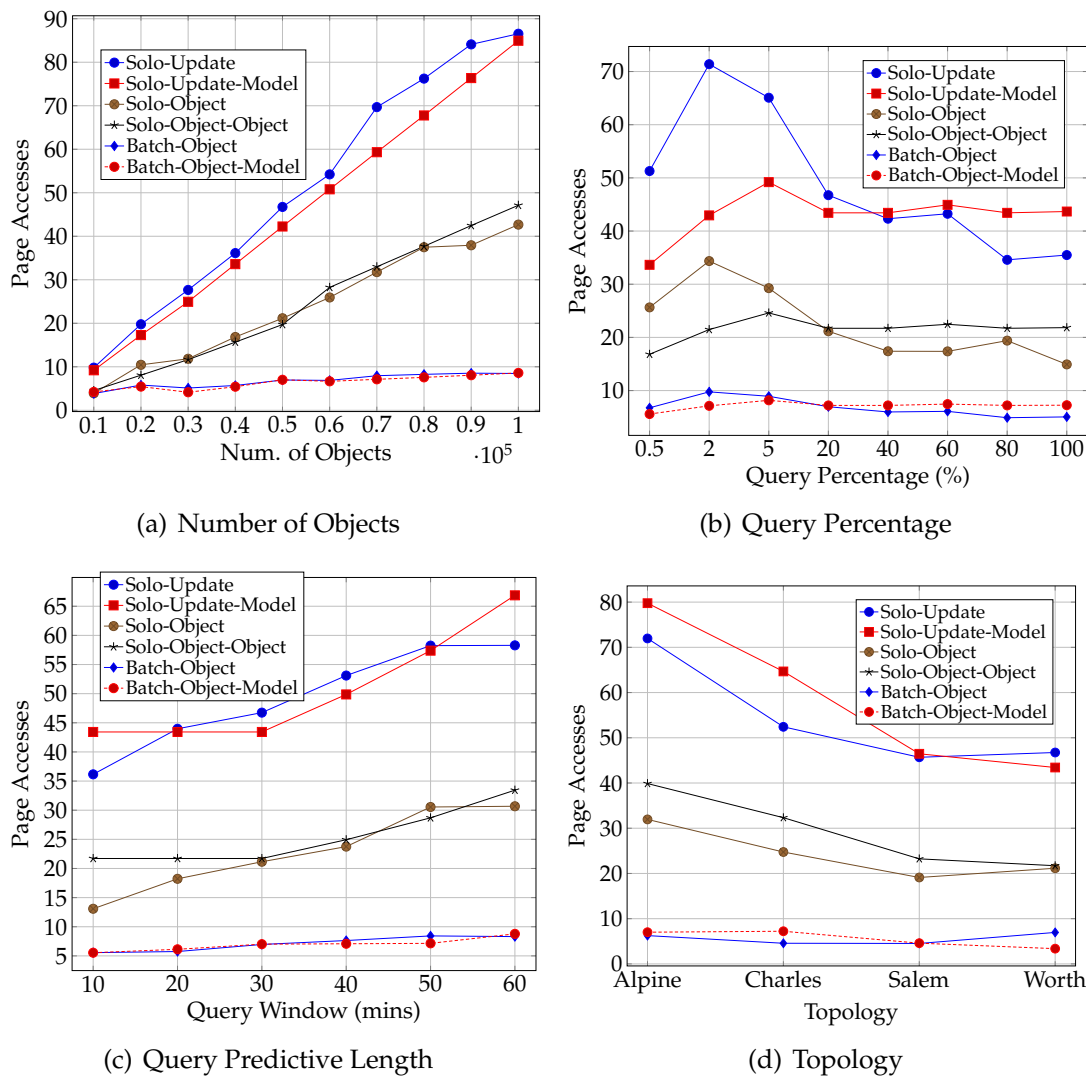 90
80
70
60
50
40
30
20
10
0
Page Accesses
Solo-Update
Solo-Update-Model
Solo-Object
Solo-Object-Object
Batch-Object
Batch-Object-Model
0.1 0.2 0.3 0.4 0.5 0.6 0.7 0.8 0.9 1
Num. of Objects
·10⁵
(a) Number of Objects
70
60
50
40
30
20
10
Page Accesses
Solo-Update
Solo-Update-Model
Solo-Object
Solo-Object-Object
Batch-Object
Batch-Object-Model
0.5 2 5 20 40 60 80 100
Query Percentage (%)
(b) Query Percentage
65
60
55
50
45
40
35
30
25
20
15
10
5
Page Accesses
Solo-Update
Solo-Update-Model
Solo-Object
Solo-Object-Object
Batch-Object
Batch-Object-Model
10 20 30 40 50 60
Query Window (mins)
(c) Query Predictive Length
80
70
60
50
40
30
20
10
0
Page Accesses
Solo-Update
Solo-Update-Model
Solo-Object
Solo-Object-Object
Batch-Object
Batch-Object-Model
Alpine Charles Salem Worth
Topology
(d) Topology